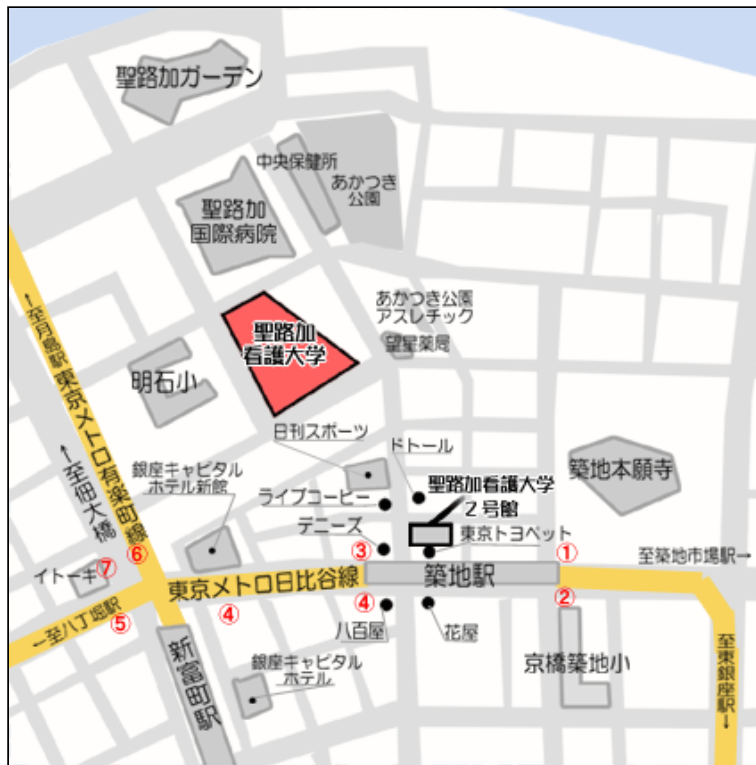 聖路加ガーデン
中央保健所
あかつき
公園
聖路加
国際病院
あかつき公園
アスレチック
望星薬局
聖路加
看護大学
明石小
←至月島駅
東京メトロ有楽町線
←至佃大橋
日刊スポーツ
ドトール
銀座キャピタル
ホテル新館
ライブコーヒー
聖路加看護大学
2号館
築地本願寺
デニーズ
東京トヨペット
③
①
至築地市場駅→
⑥
⑦
イトーキ
東京メトロ日比谷線
築地駅
④
④
②
←至八丁堀駅
⑤
八百屋
花屋
新富町駅
銀座キャピタル
ホテル
京橋築地小
至東銀座駅→